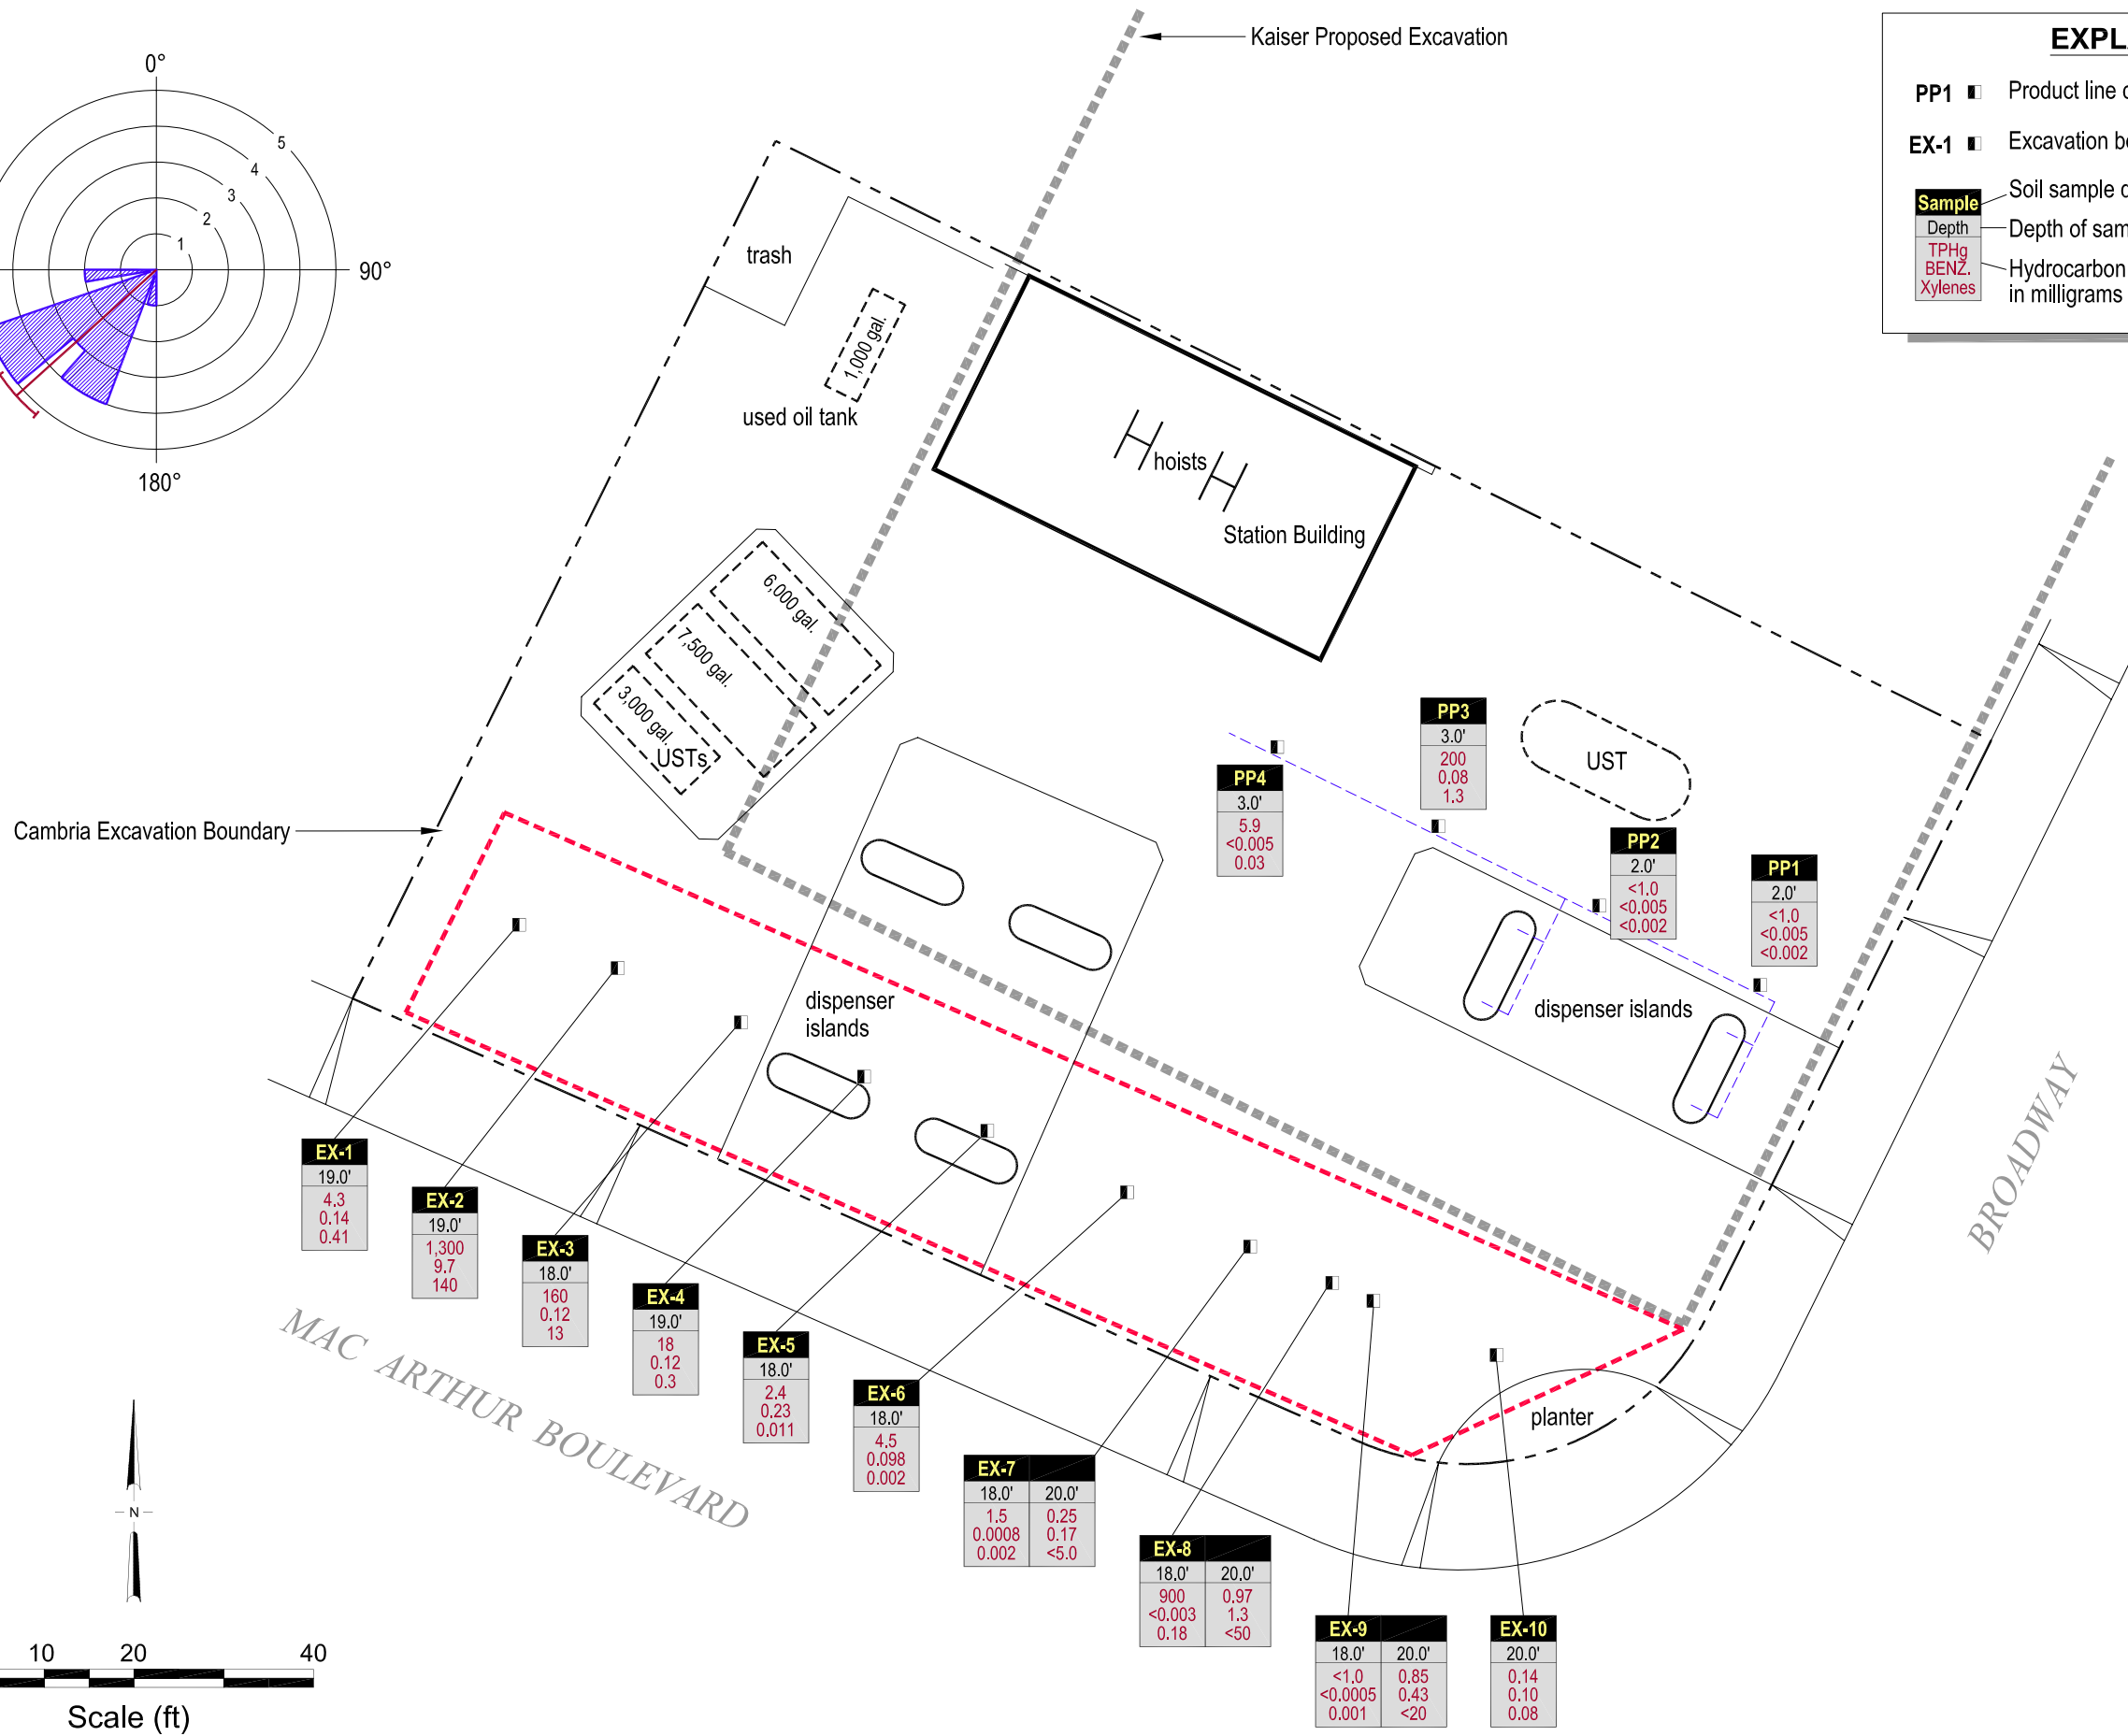 0°
5
4
3
2
1
90°
180°
Kaiser Proposed Excavation
PP1
EX-1
Product line
Soil sample
Sample
Depth
Depth of
TPHg
BENZ.
Xylenes
Hydrocarbon
in milligrams
trash
1,000 gal.
used oil tank
hoists
Station Building
6,000 gal.
7,500 gal.
3,000 gal.
USTs
Cambria Excavation Boundary
UST
PP3
3.0'
200
0.08
1.3
PP4
3.0'
5.9
<0.005
0.03
PP2
2.0'
<1.0
<0.005
<0.002
PP1
2.0'
<1.0
<0.005
<0.002
dispenser
islands
dispenser islands
BROADWAY
MAC ARTHUR BOULEVARD
planter
EX-1
19.0'
4.3
0.14
0.41
EX-2
19.0'
1,300
9.7
140
EX-3
18.0'
160
0.12
13
EX-4
19.0'
18
0.12
0.3
EX-5
18.0'
2.4
0.23
0.011
EX-6
18.0'
4.5
0.098
0.002
EX-7
18.0' 20.0'
1.5 0.25
0.0008 0.17
0.002 <5.0
EX-8
18.0' 20.0'
900 0.97
<0.003 1.3
0.18 <50
EX-9
18.0' 20.0'
<1.0 0.85
<0.0005 0.43
0.001 <20
EX-10
20.0'
0.14
0.10
0.08
N
10 20 40
Scale (ft)